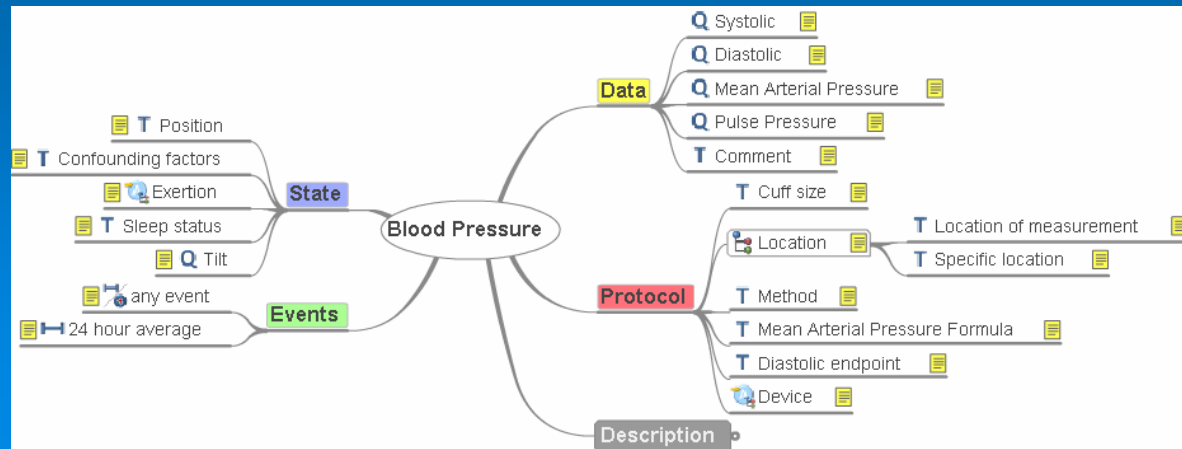 Blood Pressure
Data
Q Systolic
Q Diastolic
Q Mean Arterial Pressure
Q Pulse Pressure
T Comment
Protocol
T Cuff size
Location
T Location of measurement
T Specific location
T Method
T Mean Arterial Pressure Formula
T Diastolic endpoint
Device
Description
State
T Position
T Confounding factors
Exertion
T Sleep status
Q Tilt
Events
any event
24 hour average